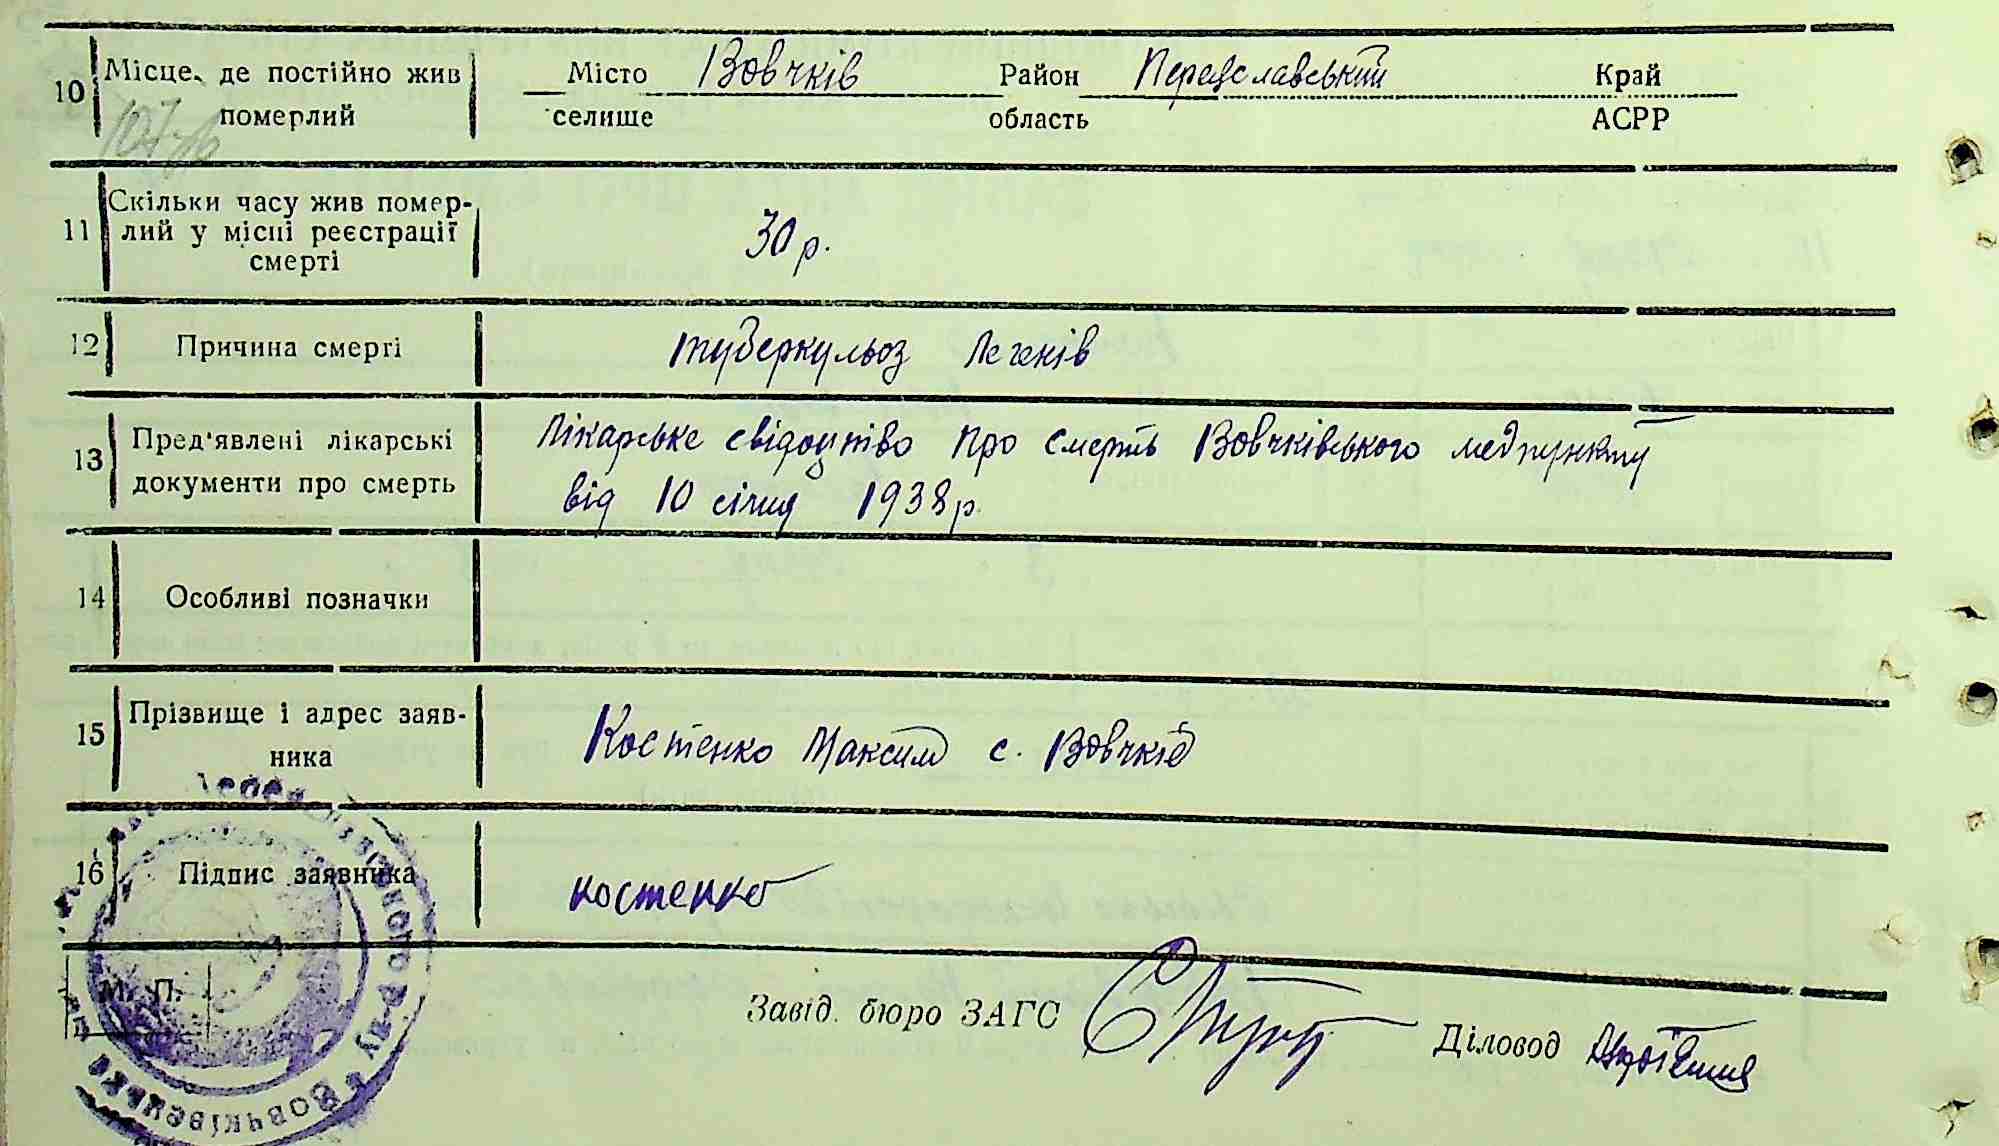 10 Місце, де постійно жив померлий
Місто Вовчків Район Переяславський Край
селище область АСРР
11 Скільки часу жив помер-
лий у місці реєстрації
смерті
30 р.
12 Причина смерті туберкульоз легенів
13 Пред'явлені лікарські
документи про смерть
Лікарське свідоцтво про смерть Вовчківського медпункту
від 10 січня 1938 р.
14 Особливі позначки
15 Прізвище і адрес заяв-
ника
Костенко Максим с. Вовчків
16 Підпис заявника костенко
М. П.
Завід. бюро ЗАГС Діловод